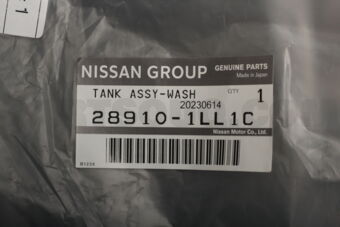 NISSAN GROUP
GENUINE PARTS
Made in Japan
TANK ASSY-WASH
QTY 1
20230614
28910-1LL1C
Nissan Motor Co., Ltd.